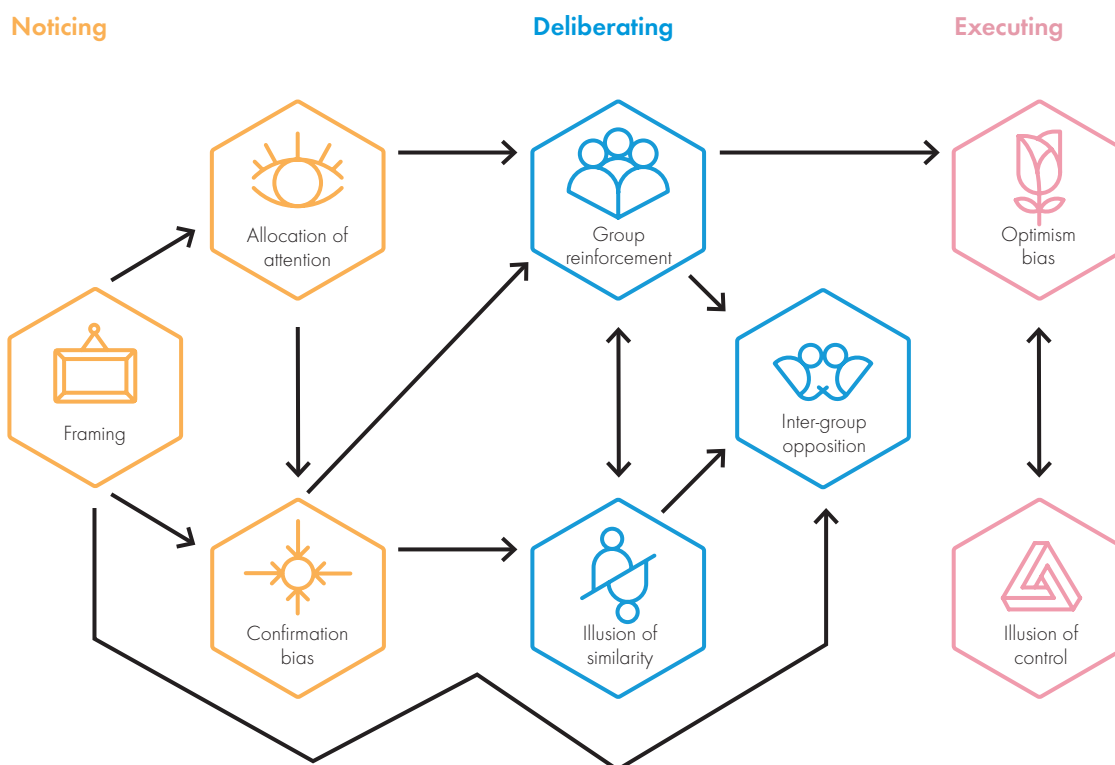 Noticing
Deliberating
Executing
Allocation of
attention
Group
reinforcement
Optimism
bias
Framing
Inter-group
opposition
Confirmation
bias
Illusion of
similarity
Illusion of
control